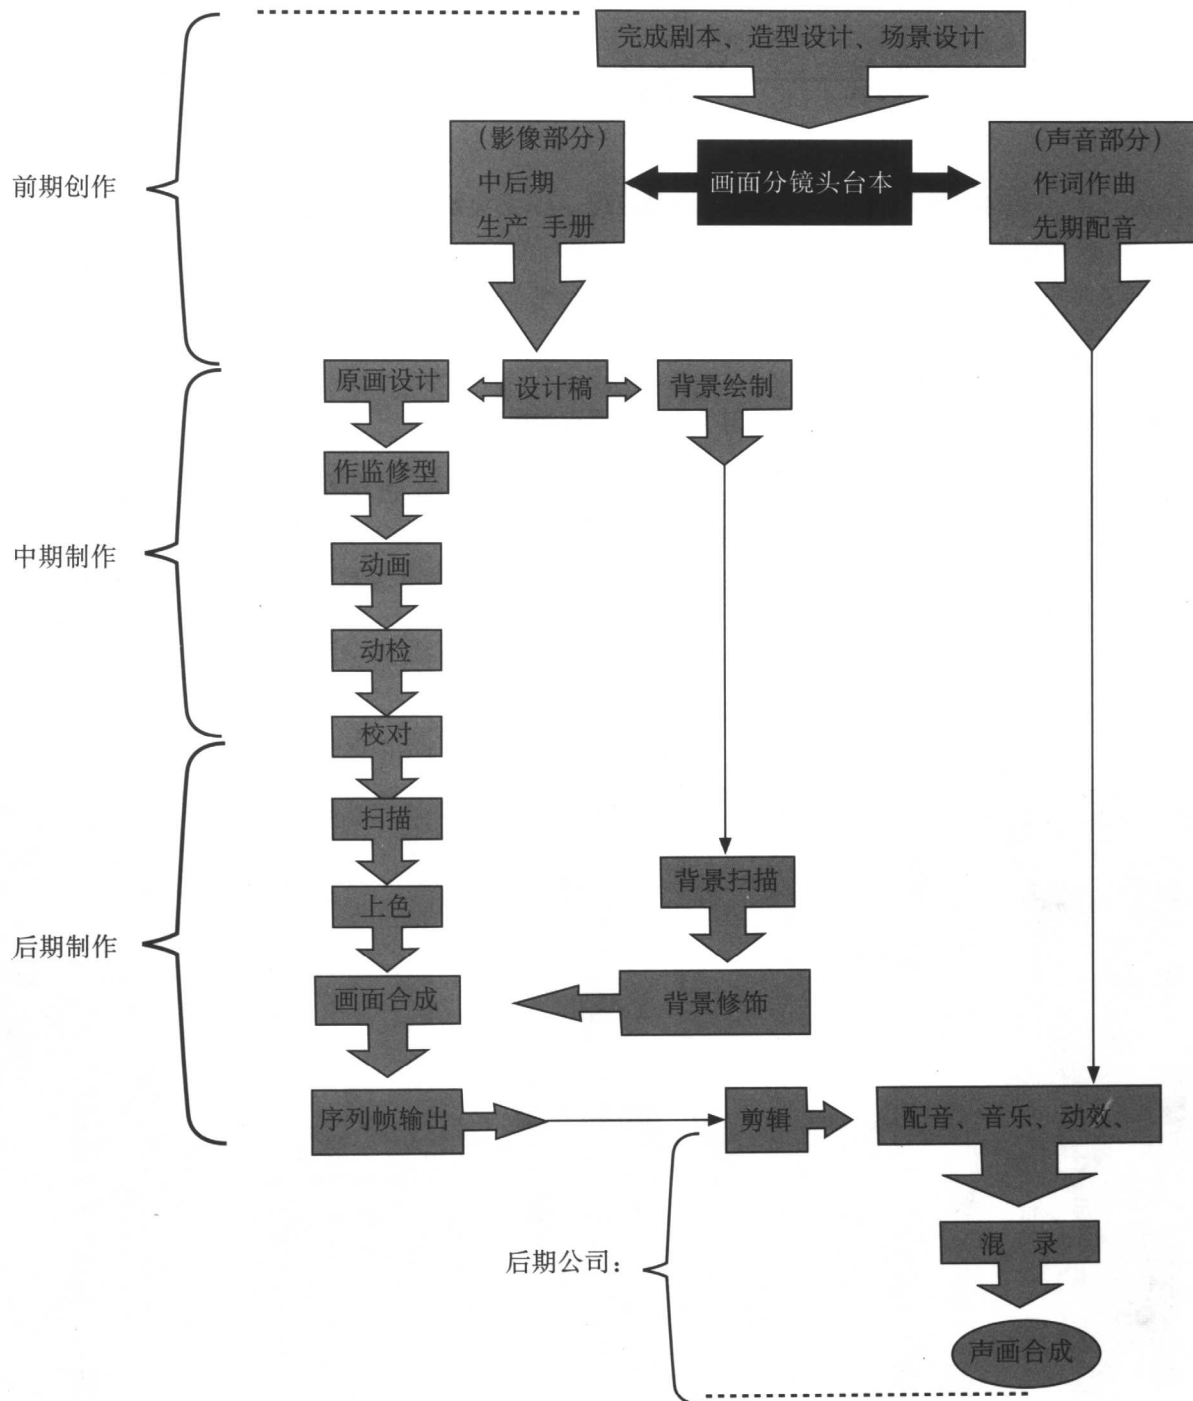 完成剧本、造型设计、场景设计
(影像部分)
中后期
生产 手册
画面分镜头台本
(声音部分)
作词作曲
先期配音
前期创作
原画设计
设计稿
背景绘制
作监修型
动画
中期制作
动检
校对
扫描
背景扫描
上色
后期制作
画面合成
背景修饰
序列帧输出
剪辑
配音、音乐、动效、
混 录
后期公司：
声画合成